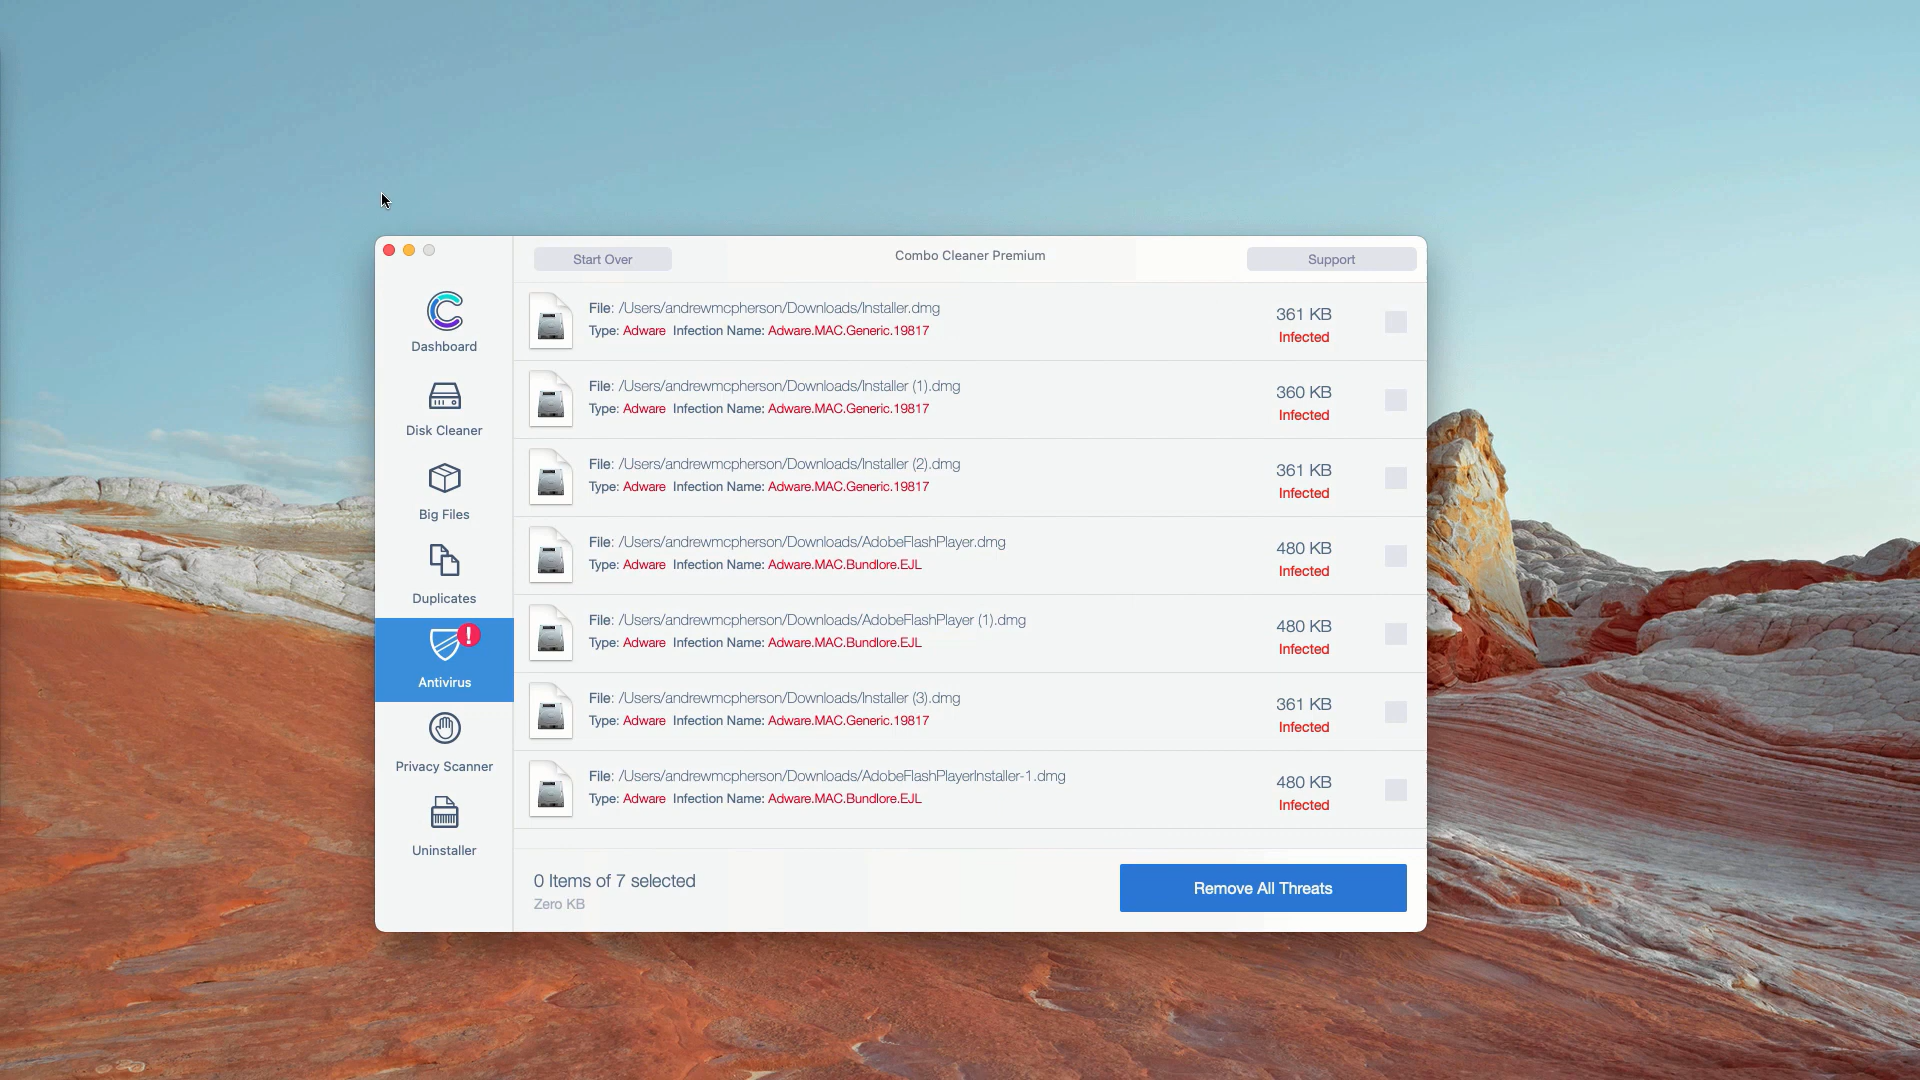 Start Over
Combo Cleaner Premium
Support
Dashboard
Disk Cleaner
Big Files
Duplicates
Antivirus
Privacy Scanner
Uninstaller
File: /Users/andrewmcpherson/Downloads/Installer.dmg
Type: Adware Infection Name: Adware.MAC.Generic.19817
361 KB
Infected
File: /Users/andrewmcpherson/Downloads/Installer (1).dmg
Type: Adware Infection Name: Adware.MAC.Generic.19817
360 KB
Infected
File: /Users/andrewmcpherson/Downloads/Installer (2).dmg
Type: Adware Infection Name: Adware.MAC.Generic.19817
361 KB
Infected
File: /Users/andrewmcpherson/Downloads/AdobeFlashPlayer.dmg
Type: Adware Infection Name: Adware.MAC.Bundlore.EJL
480 KB
Infected
File: /Users/andrewmcpherson/Downloads/AdobeFlashPlayer (1).dmg
Type: Adware Infection Name: Adware.MAC.Bundlore.EJL
480 KB
Infected
File: /Users/andrewmcpherson/Downloads/Installer (3).dmg
Type: Adware Infection Name: Adware.MAC.Generic.19817
361 KB
Infected
File: /Users/andrewmcpherson/Downloads/AdobeFlashPlayerInstaller-1.dmg
Type: Adware Infection Name: Adware.MAC.Bundlore.EJL
480 KB
Infected
0 Items of 7 selected
Zero KB
Remove All Threats